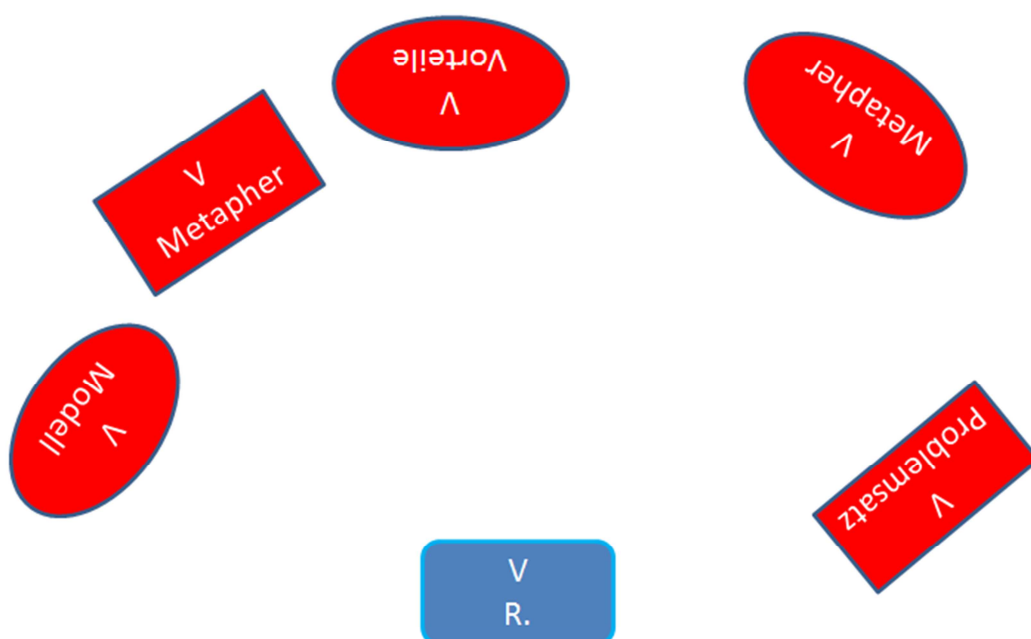 Vorteile
V
Metapher
V
V
Metapher
Modell
V
Problemsatz
V
V
R.